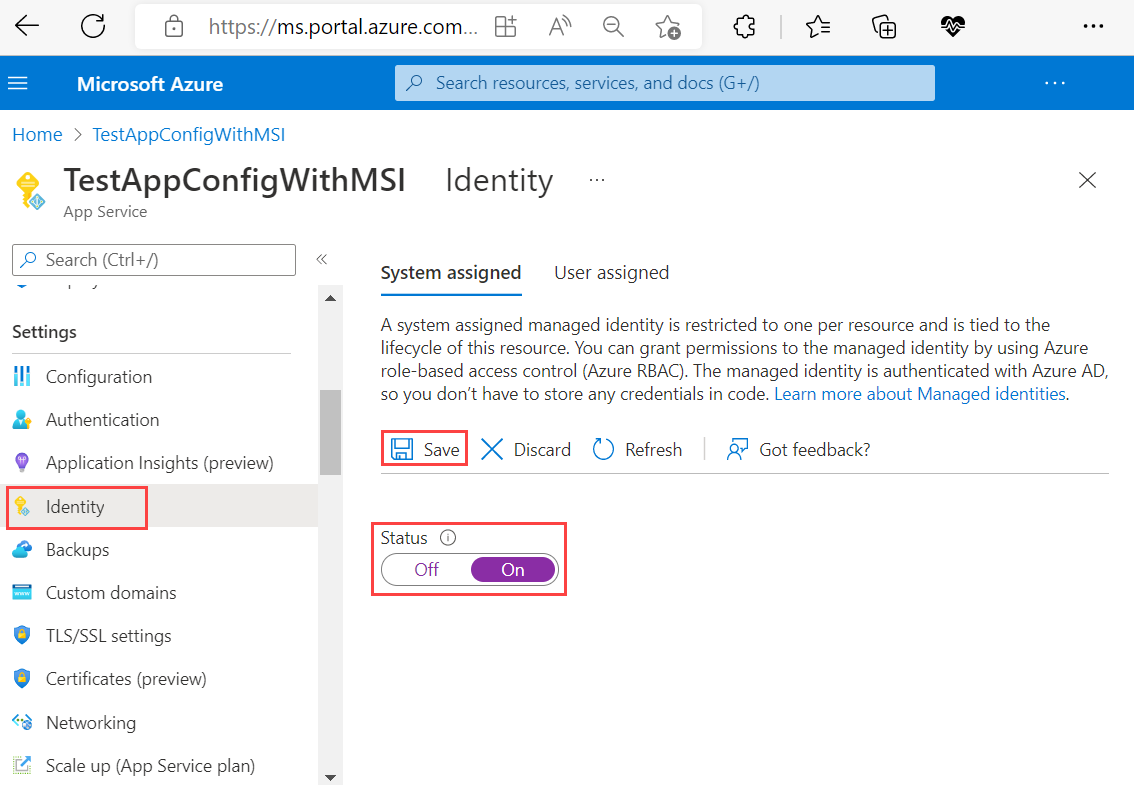 https://ms.portal.azure.com...
Microsoft Azure
Search resources, services, and docs (G+/)
Home > TestAppConfigWithMSI
TestAppConfigWithMSI Identity ...
App Service
Search (Ctrl+/)
Settings
Configuration
Authentication
Application Insights (preview)
Identity
Backups
Custom domains
TLS/SSL settings
Certificates (preview)
Networking
Scale up (App Service plan)
System assigned User assigned
A system assigned managed identity is restricted to one per resource and is tied to the
lifecycle of this resource. You can grant permissions to the managed identity by using Azure
role-based access control (Azure RBAC). The managed identity is authenticated with Azure AD,
so you don’t have to store any credentials in code. Learn more about Managed identities.
Save Discard Refresh Got feedback?
Status
Off On